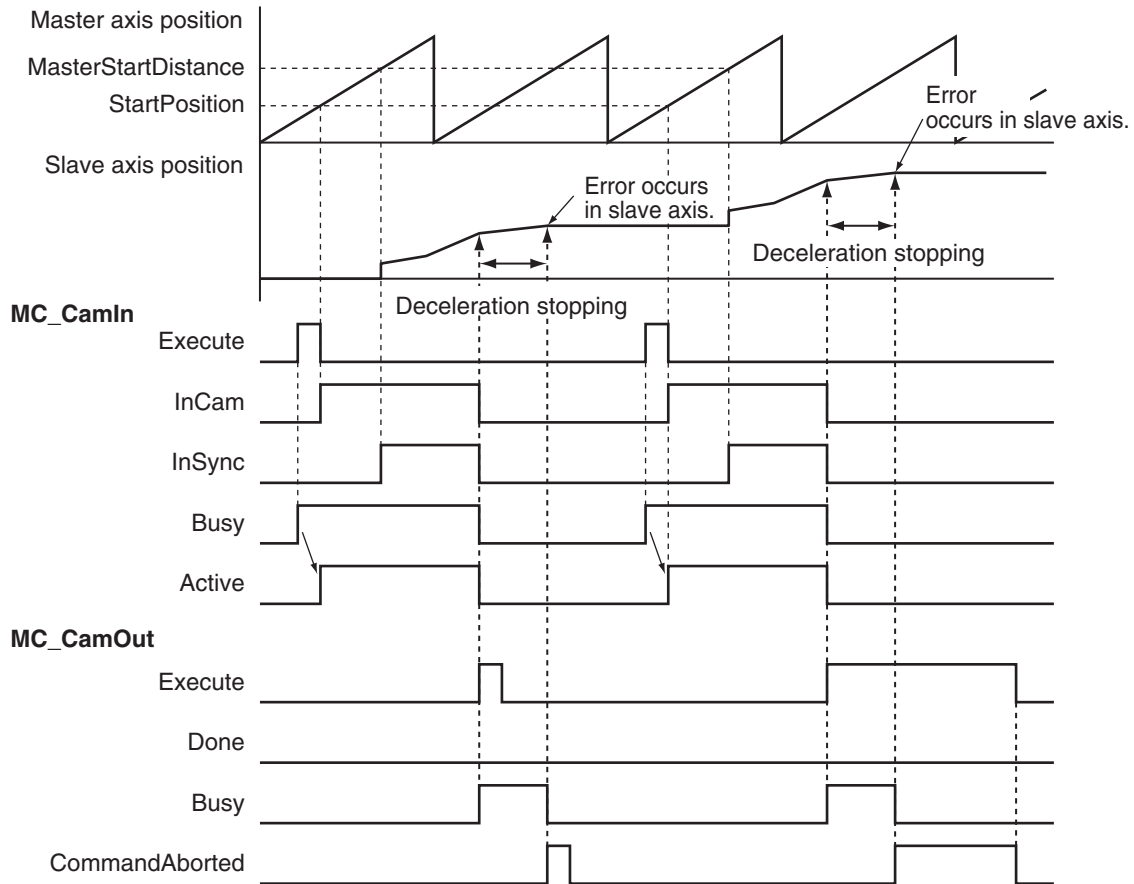 Master axis position
MasterStartDistance
StartPosition
Error
occurs in slave axis.
Slave axis position
Error occurs
in slave axis.
Deceleration stopping
Deceleration stopping
MC_CamIn
Execute
InCam
InSync
Busy
Active
MC_CamOut
Execute
Done
Busy
CommandAborted